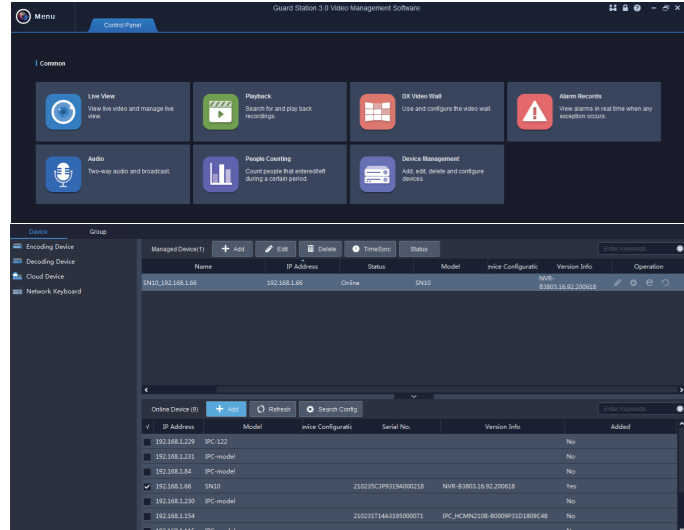 Guard Station 3.0 Video Management Software
Menu
Control Panel
Common
Live View
View live video and manage live
view.
Playback
Search for and play back
recordings.
DX Video Wall
Use and configure the video wall.
Alarm Records
View alarms in real time when any
exception occurs.
Audio
Two-way audio and broadcast.
People Counting
Count people that entered/left
during a certain period.
Device Management
Add, edit, delete and configure
devices.
Device Group
Encoding Device
Decoding Device
Cloud Device
Network Keyboard
Managed Device(1) Add Edit Delete TimeSync Status Enter Keywords
Name IP Address Status Model evice Configuratic Version Info Operation
SN10_192.168.1.66 192.168.1.66 Online SN10 NVR-
B3803.16.92.200618
Online Device (9) Add Refresh Search Config Enter Keywords
√ IP Address Model evice Configuratic Serial No. Version Info Added
192.168.1.229 IPC-122 No
192.168.1.231 IPC-model No
192.168.1.84 IPC-model No
192.168.1.66 SN10 210235C3P9319A000218 NVR-B3803.16.92.200618 Yes
192.168.1.230 IPC-model No
192.168.1.154 210231T14A3195000071 IPC_HCMN2108-B0009P31D1809C48 No